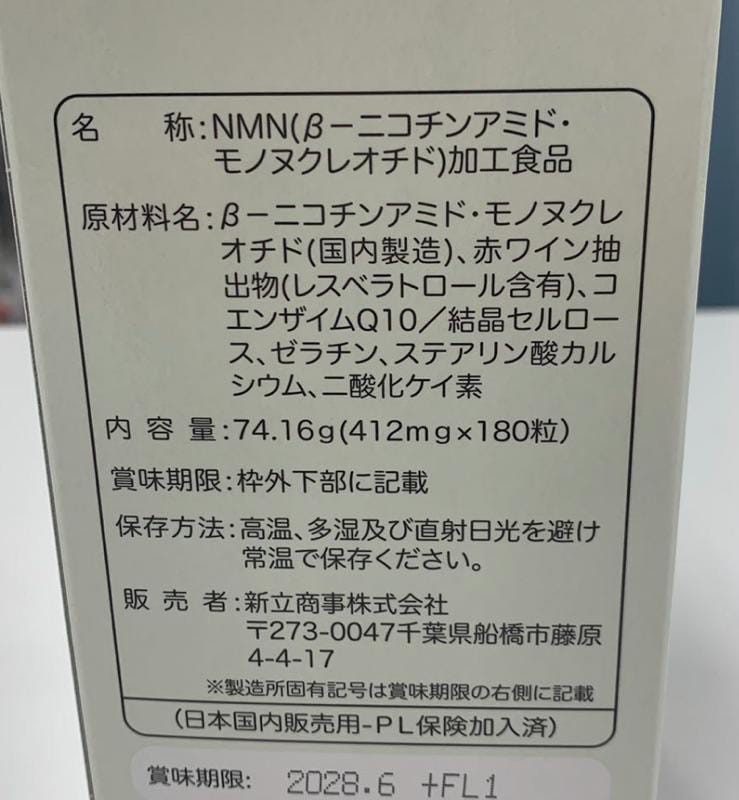 名 称:NMN(β-ニコチンアミド・
モノヌクレオチド)加工食品
原材料名:β-ニコチンアミド・モノヌクレ
オチド(国内製造)、赤ワイン抽
出物(レスベラトロール含有)、コ
エンザイムQ10/結晶セルロー
ス、ゼラチン、ステアリン酸カル
シウム、二酸化ケイ素
内容量:74.16g(412mg×180粒)
賞味期限:枠外下部に記載
保存方法:高温、多湿及び直射日光を避け
常温で保存ください。
販売者:新立商事株式会社
〒273-0047千葉県船橋市藤原
4-4-17
※製造所固有記号は賞味期限の右側に記載
(日本国内販売用-PL保険加入済)
賞味期限: 2028.6 +FL1